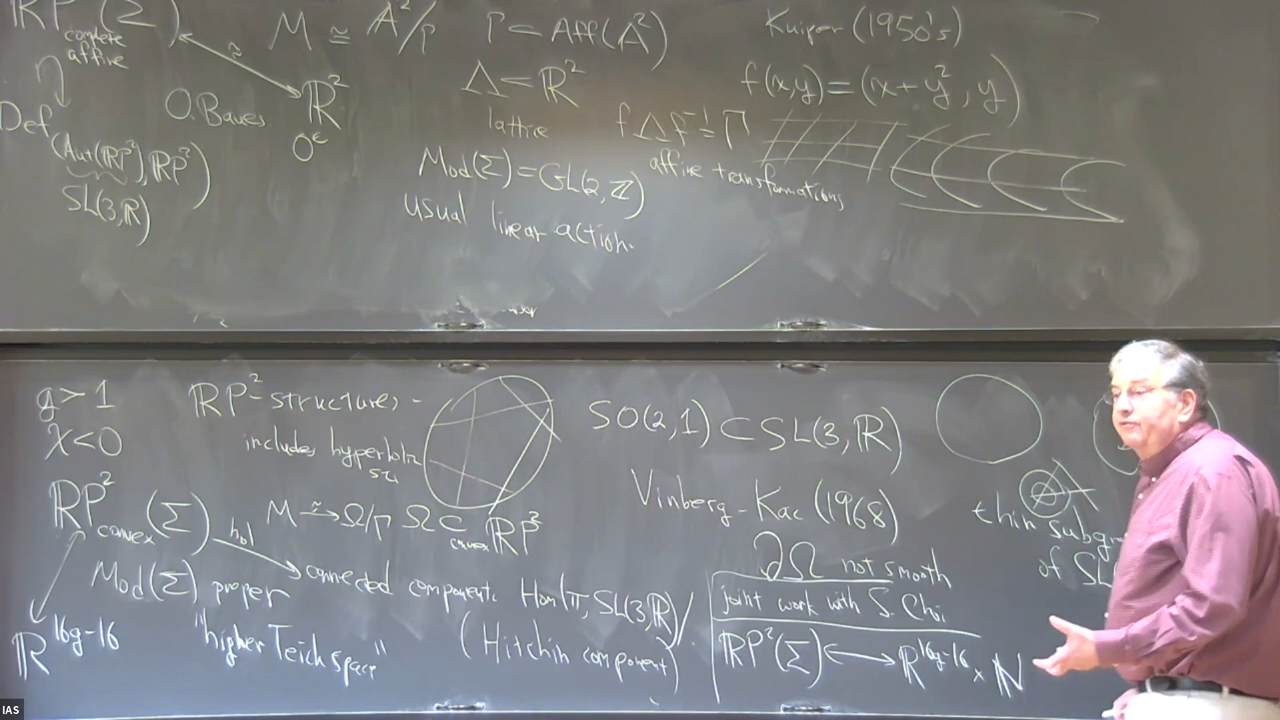 RP²(Σ)
complete
affine
Def(Aut(RP²), RP²)
SL(3,R)
O. Baues
≈
R²
0∈
M ≅ A²/Γ Γ ⊂ Aff(A²)
Λ ⊂ R²
lattice
Mod(Σ) = GL(2,Z)
usual linear action.
Kuiper (1950's)
f(x,y) = (x+y², y)
f Λ f⁻¹ = Γ
affine transformations
g > 1
χ < 0
RP²-structures -
includes hyperbolic
RP²convex(Σ)
hol
M ≅→ Ω/Γ Ω ⊂ RP²
convex
Mod(Σ) proper
connected component. Hom(π, SL(3,R))/
R^16g-16
"higher Teich space"
(Hitchin component)
SO(2,1) ⊂ SL(3,R)
Vinberg-Kac (1968)
∂Ω not smooth
joint work with S. Choi
RP²(Σ) ↔ R^16g-16 × N
thin subgr
of SL
IAS